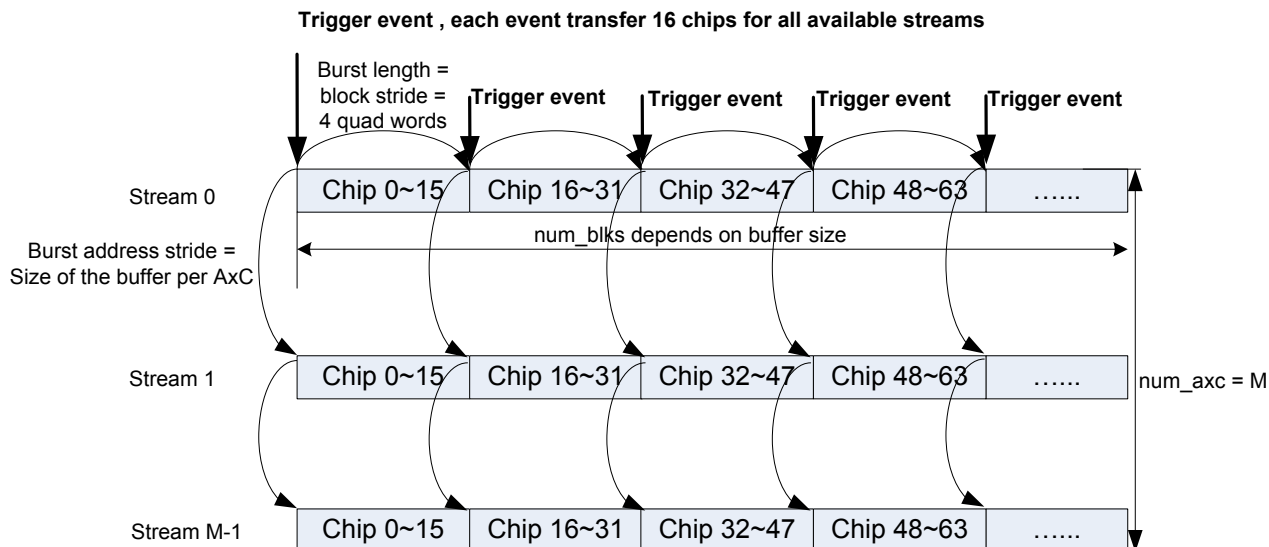 Trigger event , each event transfer 16 chips for all available streams
Burst length =
block stride =
4 quad words
Trigger event
Trigger event
Trigger event
Trigger event
Stream 0
Chip 0~15
Chip 16~31
Chip 32~47
Chip 48~63
…...
num_blks depends on buffer size
Burst address stride =
Size of the buffer per AxC
Stream 1
Chip 0~15
Chip 16~31
Chip 32~47
Chip 48~63
…...
num_axc = M
Stream M-1
Chip 0~15
Chip 16~31
Chip 32~47
Chip 48~63
…...